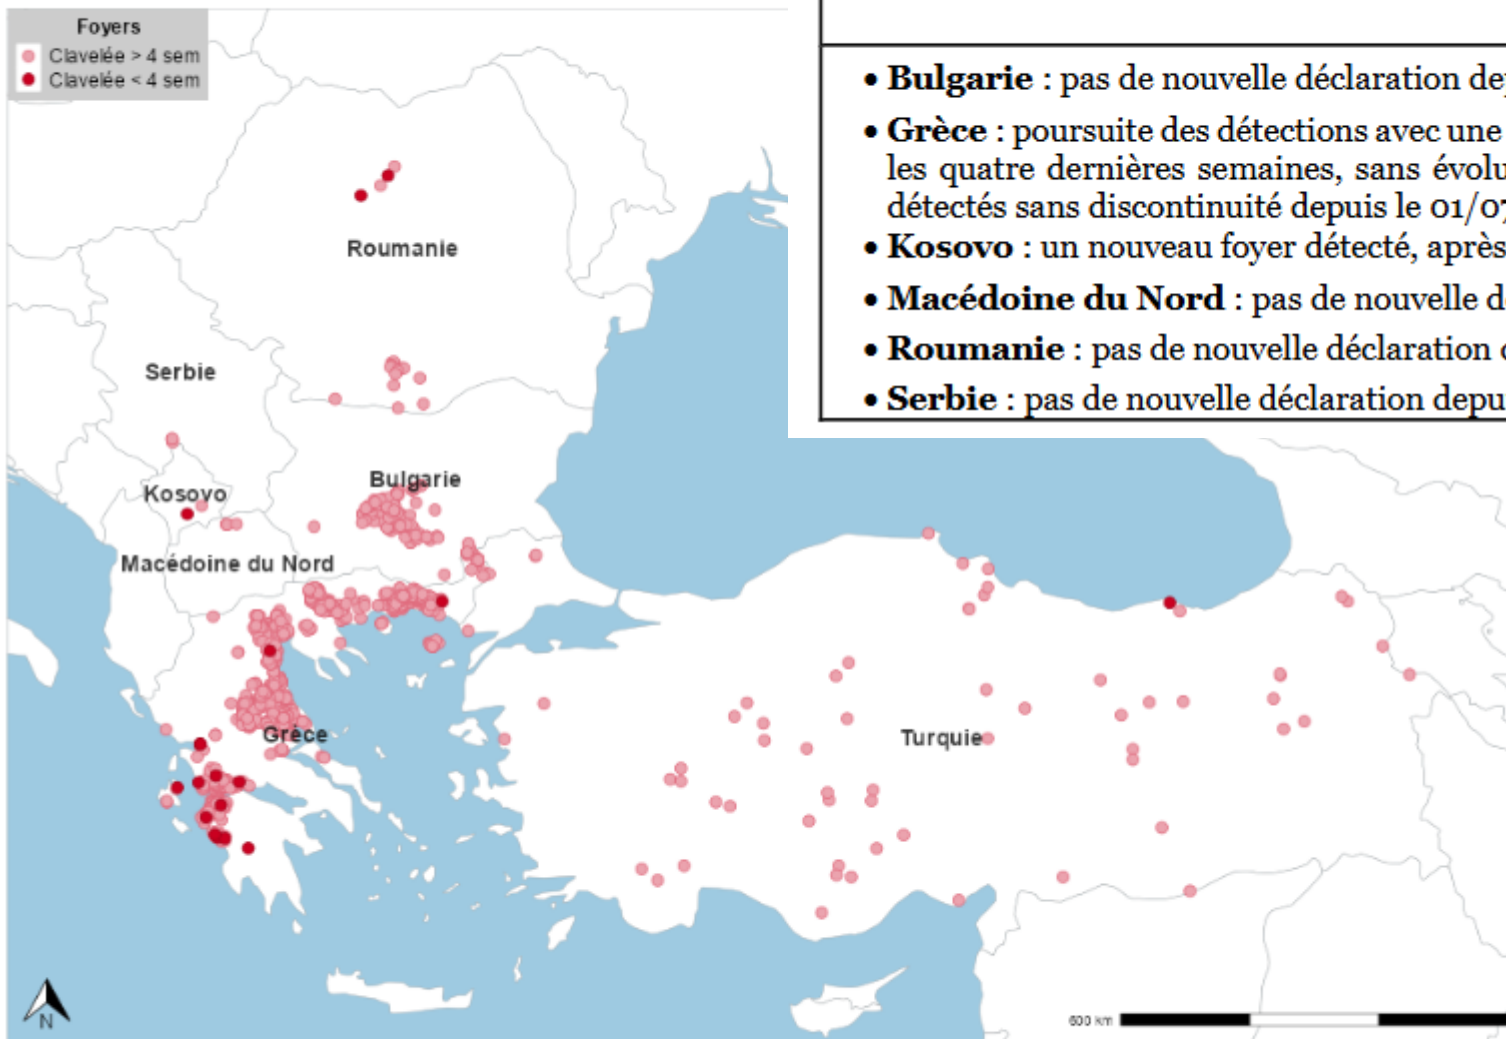 Foyers
Clavelée > 4 sem
Clavelée < 4 sem
• Bulgarie : pas de nouvelle déclaration
• Grèce : poursuite des détections avec une
les quatre dernières semaines, sans
détectés sans discontinuité depuis le
• Kosovo : un nouveau foyer détecté, après
• Macédoine du Nord : pas de nouvelle
• Roumanie : pas de nouvelle déclaration
• Serbie : pas de nouvelle déclaration
Roumanie
Serbie
Bulgarie
Kosovo
Macédoine du Nord
Grèce
Turquie
N
600 km